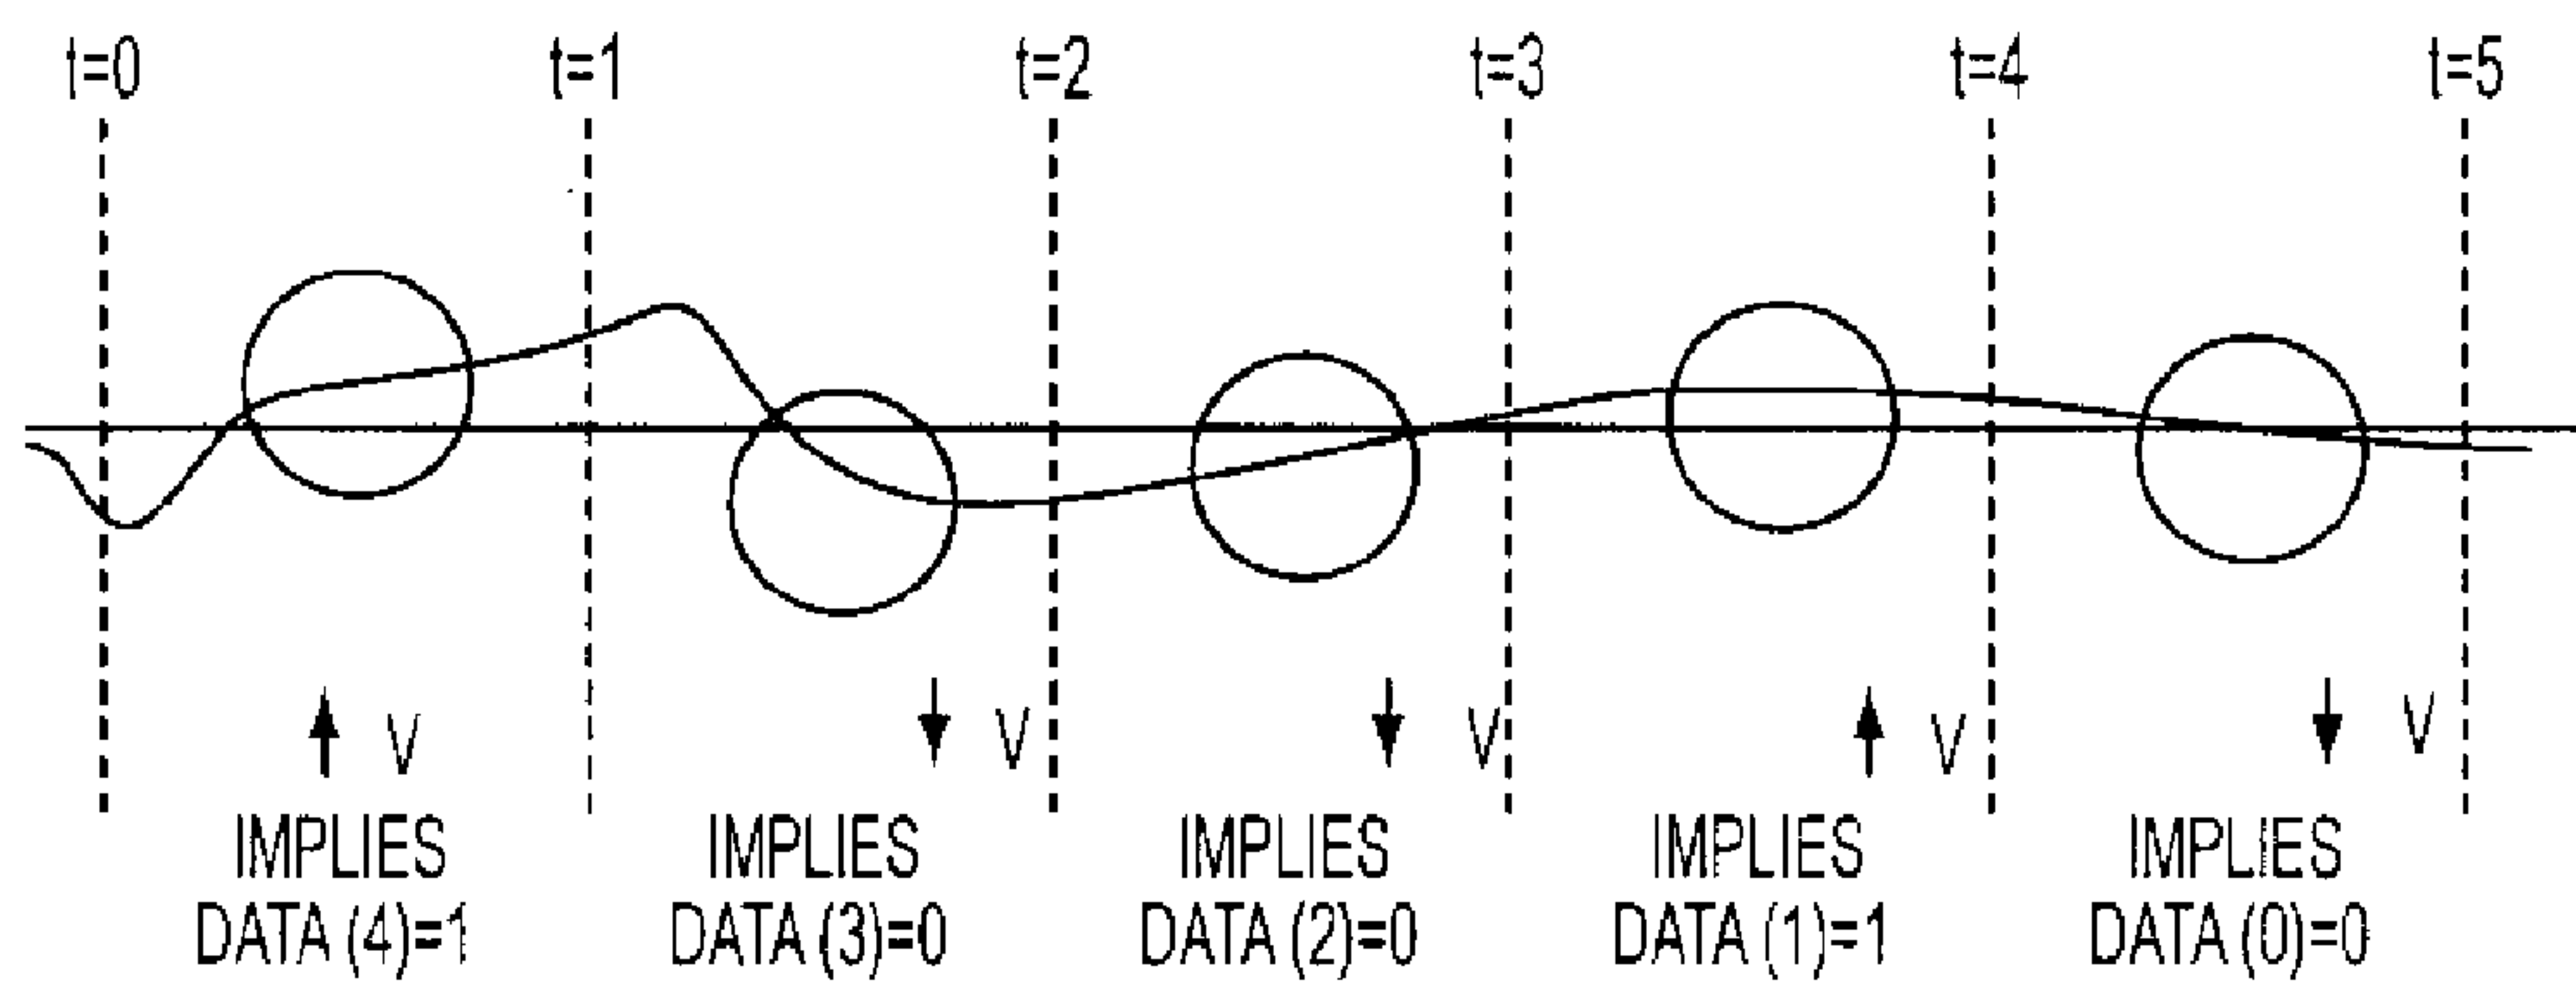 t=0 t=1 t=2 t=3 t=4 t=5
V V V V V
IMPLIES IMPLIES IMPLIES IMPLIES IMPLIES
DATA (4)=1 DATA (3)=0 DATA (2)=0 DATA (1)=1 DATA (0)=0